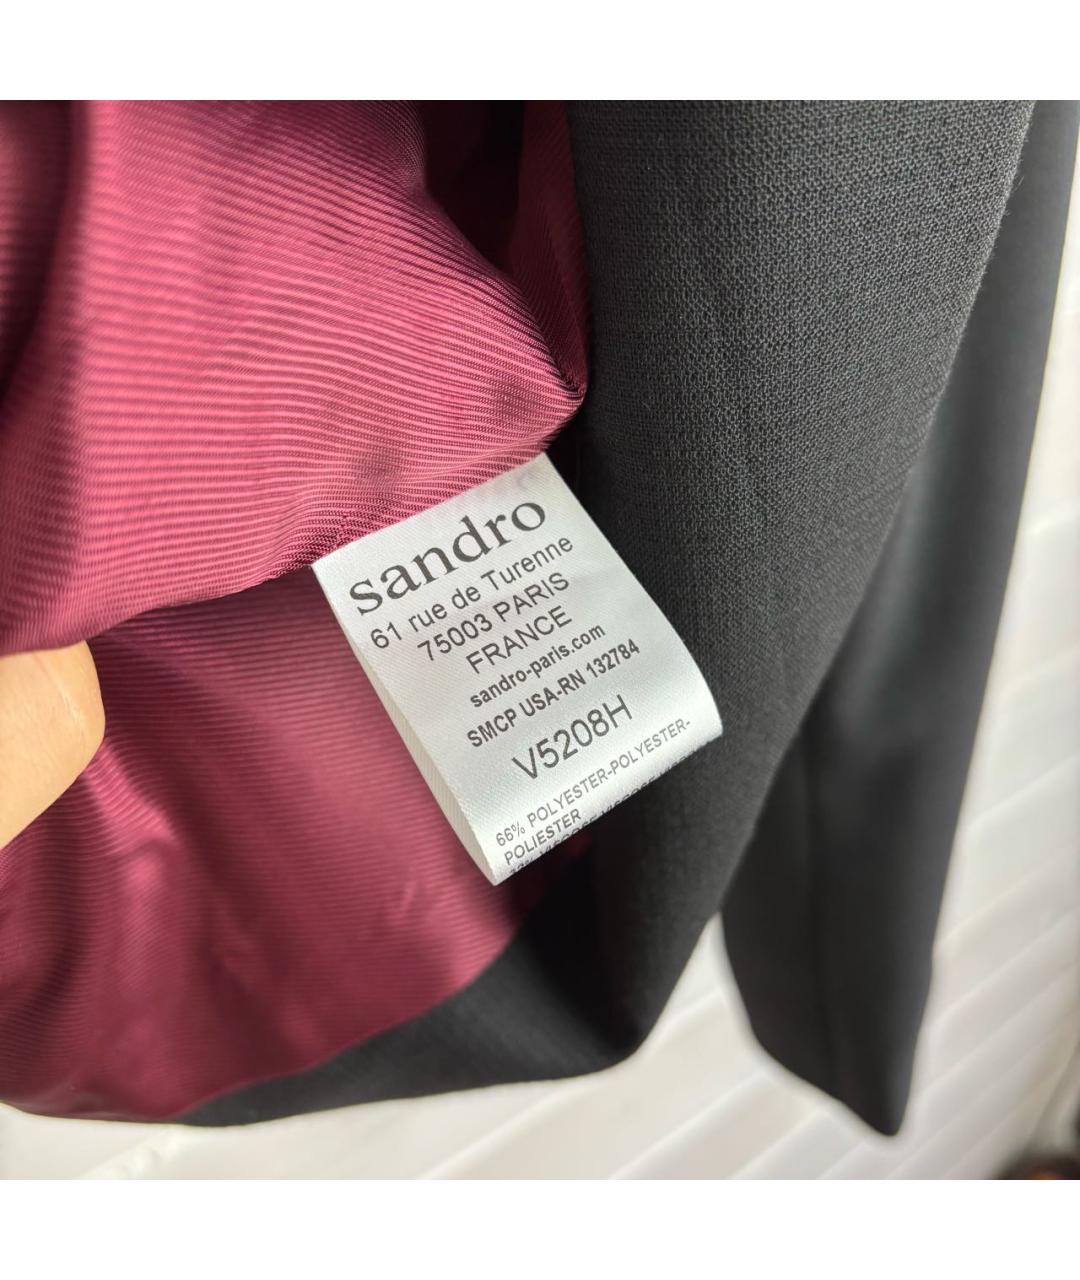 sandro
61 rue de Turenne
75003 PARIS
FRANCE
sandro-paris.com
SMCP USA-RN 132784
V5208H
66% POLYESTER-POLYESTER-
POLIESTER